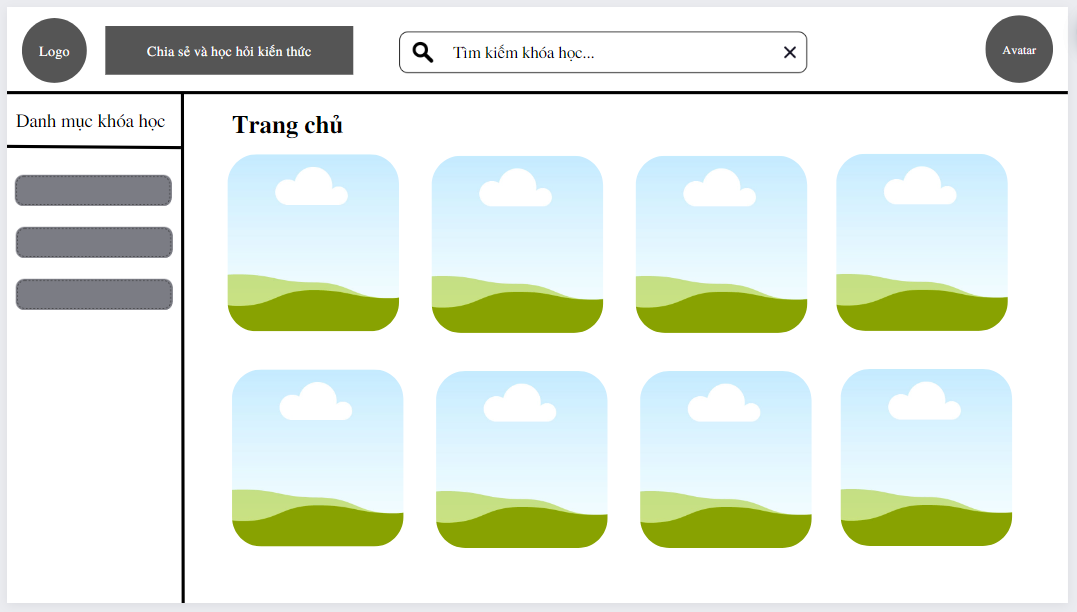 Logo
Chia sẻ và học hỏi kiến thức
Tìm kiếm khóa học...
Avatar
Danh mục khóa học
Trang chủ